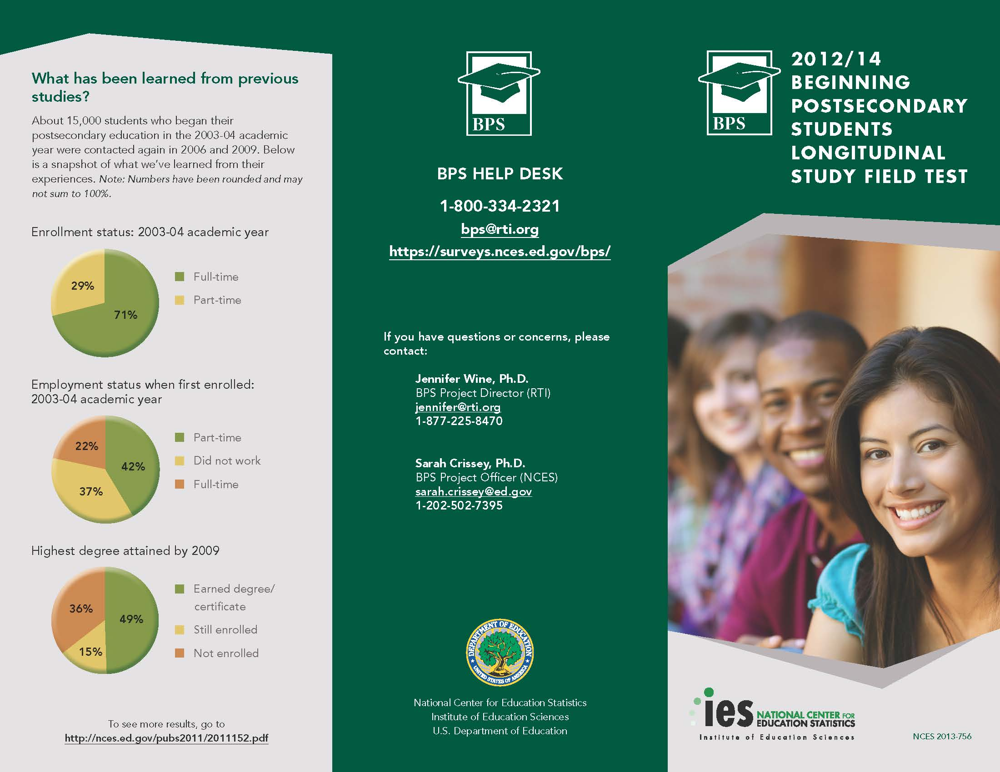 What has been learned from previous
studies?
About 15,000 students who began their
postsecondary education in the 2003-04 academic
year were contacted again in 2006 and 2009. Below
is a snapshot of what we've learned from their
experiences. Note: Numbers have been rounded and may
not sum to 100%.
Enrollment status: 2003-04 academic year
29%
71%
Full-time
Part-time
Employment status when first enrolled:
2003-04 academic year
22%
42%
37%
Part-time
Did not work
Full-time
Highest degree attained by 2009
36%
49%
15%
Earned degree/
certificate
Still enrolled
Not enrolled
To see more results, go to
http://nces.ed.gov/pubs2011/2011152.pdf
BPS
BPS HELP DESK
1-800-334-2321
bps@rti.org
https://surveys.nces.ed.gov/bps/
If you have questions or concerns, please
contact:
Jennifer Wine, Ph.D.
BPS Project Director (RTI)
jennifer@rti.org
1-877-225-8470
Sarah Crissey, Ph.D.
BPS Project Officer (NCES)
sarah.crissey@ed.gov
1-202-502-7395
DEPARTMENT OF EDUCATION
UNITED STATES OF AMERICA
National Center for Education Statistics
Institute of Education Sciences
U.S. Department of Education
BPS
2012/14
BEGINNING
POSTSECONDARY
STUDENTS
LONGITUDINAL
STUDY FIELD TEST
ies
NATIONAL CENTER FOR
EDUCATION STATISTICS
Institute of Education Sciences
NCES 2013-756